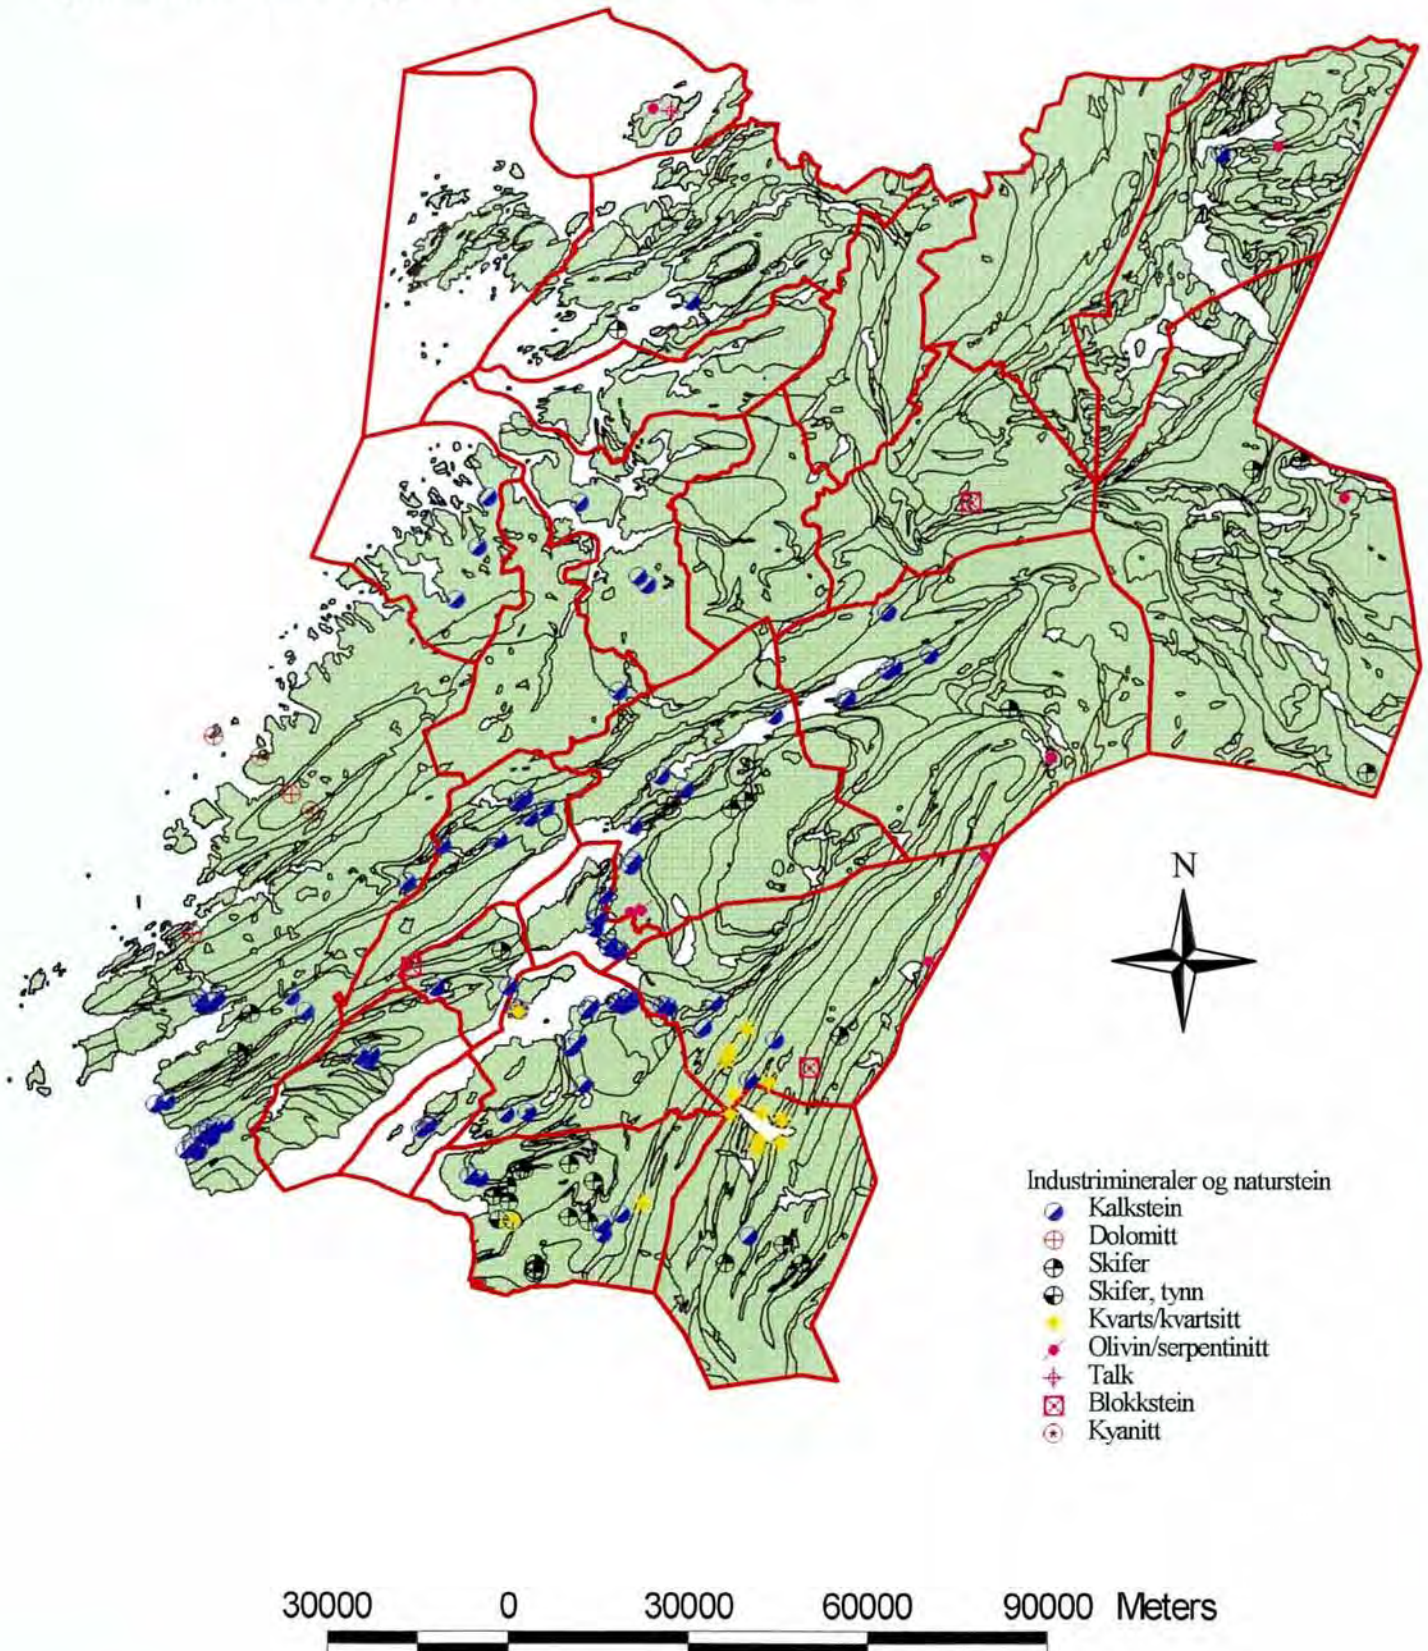 N
Industrimineraler og naturstein
Kalkstein
Dolomitt
Skifer
Skifer, tynn
Kvarts/kvartsitt
Olivin/serpentinitt
Talk
Blokkstein
Kyanitt
30000 0 30000 60000 90000 Meters